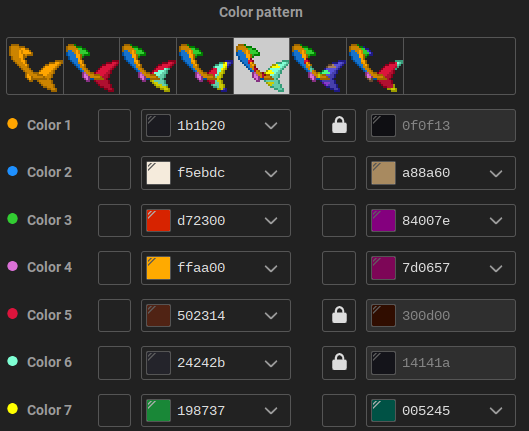 Color pattern
Color 1 1b1b20 0f0f13
Color 2 f5ebdc a88a60
Color 3 d72300 84007e
Color 4 ffaa00 7d0657
Color 5 502314 300d00
Color 6 24242b 14141a
Color 7 198737 005245